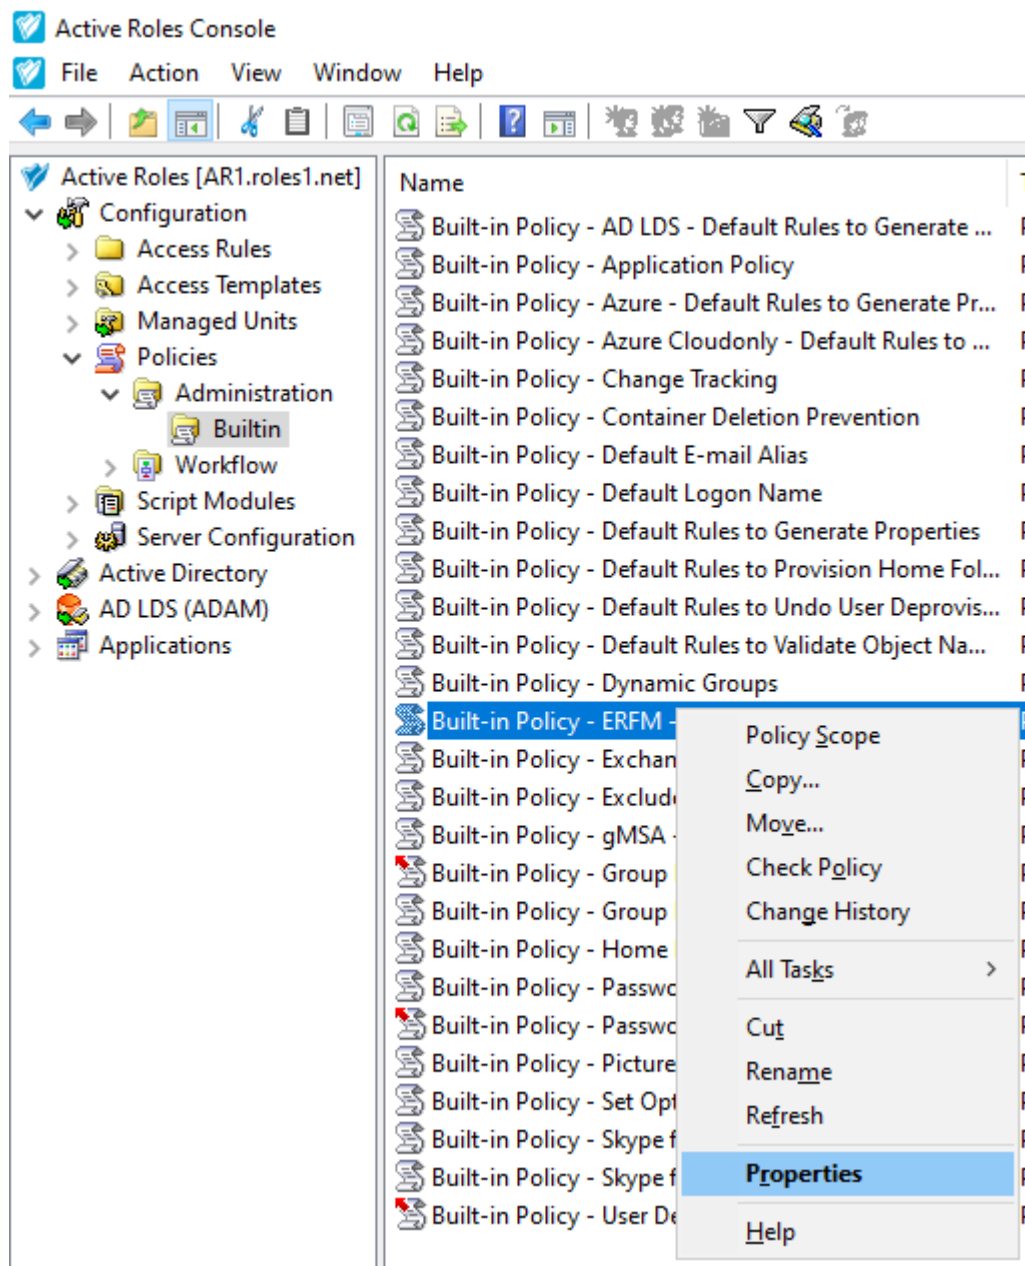 Active Roles Console
File Action View Window Help
Active Roles [AR1.roles1.net]
Configuration
Access Rules
Access Templates
Managed Units
Policies
Administration
Builtin
Workflow
Script Modules
Server Configuration
Active Directory
AD LDS (ADAM)
Applications
Name
Built-in Policy - AD LDS - Default Rules to Generate ...
Built-in Policy - Application Policy
Built-in Policy - Azure - Default Rules to Generate Pr...
Built-in Policy - Azure Cloudonly - Default Rules to ...
Built-in Policy - Change Tracking
Built-in Policy - Container Deletion Prevention
Built-in Policy - Default E-mail Alias
Built-in Policy - Default Logon Name
Built-in Policy - Default Rules to Generate Properties
Built-in Policy - Default Rules to Provision Home Fol...
Built-in Policy - Default Rules to Undo User Deprovis...
Built-in Policy - Default Rules to Validate Object Na...
Built-in Policy - Dynamic Groups
Built-in Policy - ERFM -
Built-in Policy - Exchan
Built-in Policy - Exclud
Built-in Policy - gMSA -
Built-in Policy - Group
Built-in Policy - Group
Built-in Policy - Home
Built-in Policy - Passwo
Built-in Policy - Passwo
Built-in Policy - Picture
Built-in Policy - Set Opt
Built-in Policy - Skype f
Built-in Policy - Skype f
Built-in Policy - User De
Policy Scope
Copy...
Move...
Check Policy
Change History
All Tasks
Cut
Rename
Refresh
Properties
Help